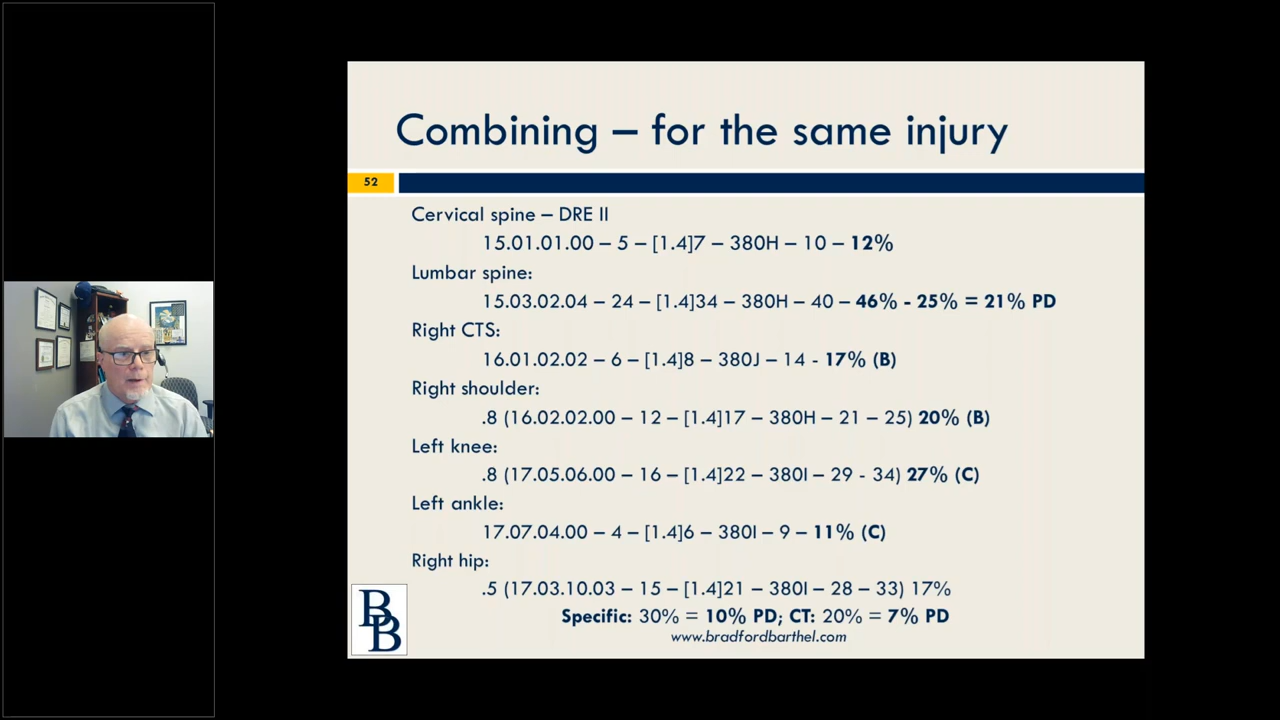 Combining – for the same injury
52
Cervical spine – DRE II
15.01.01.00 – 5 – [1.4]7 – 380H – 10 – 12%
Lumbar spine:
15.03.02.04 – 24 – [1.4]34 – 380H – 40 – 46% - 25% = 21% PD
Right CTS:
16.01.02.02 – 6 – [1.4]8 – 380J – 14 - 17% (B)
Right shoulder:
.8 (16.02.02.00 – 12 – [1.4]17 – 380H – 21 – 25) 20% (B)
Left knee:
.8 (17.05.06.00 – 16 – [1.4]22 – 380I – 29 - 34) 27% (C)
Left ankle:
17.07.04.00 – 4 – [1.4]6 – 380I – 9 – 11% (C)
Right hip:
.5 (17.03.10.03 – 15 – [1.4]21 – 380I – 28 – 33) 17%
Specific: 30% = 10% PD; CT: 20% = 7% PD
BB
www.bradfordbarthel.com